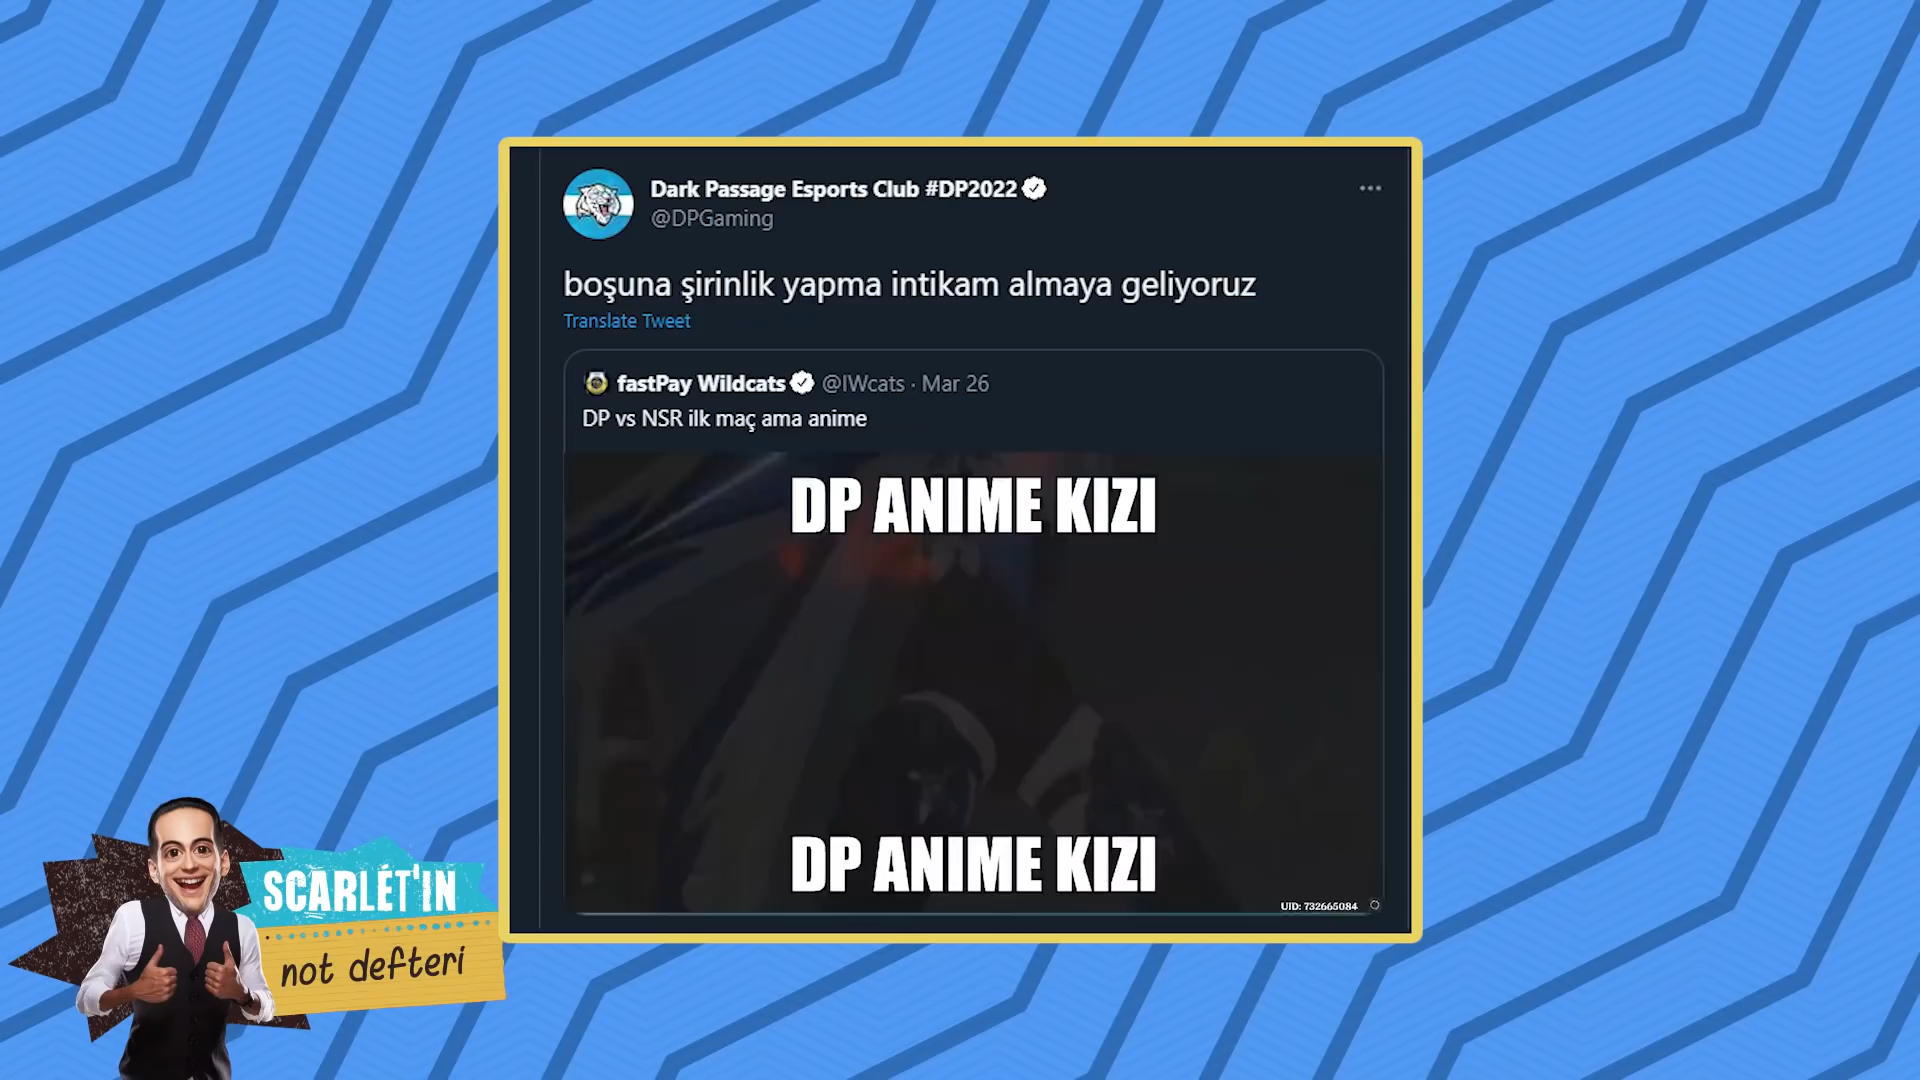 Dark Passage Esports Club #DP2022
@DPGaming
boşuna şirinlik yapma intikam almaya geliyoruz
Translate Tweet
fastPay Wildcats @IWcats · Mar 26
DP vs NSR ilk maç ama anime
DP ANIME KIZI
DP ANIME KIZI
UID: 732665084
SCARLET'IN
not defteri